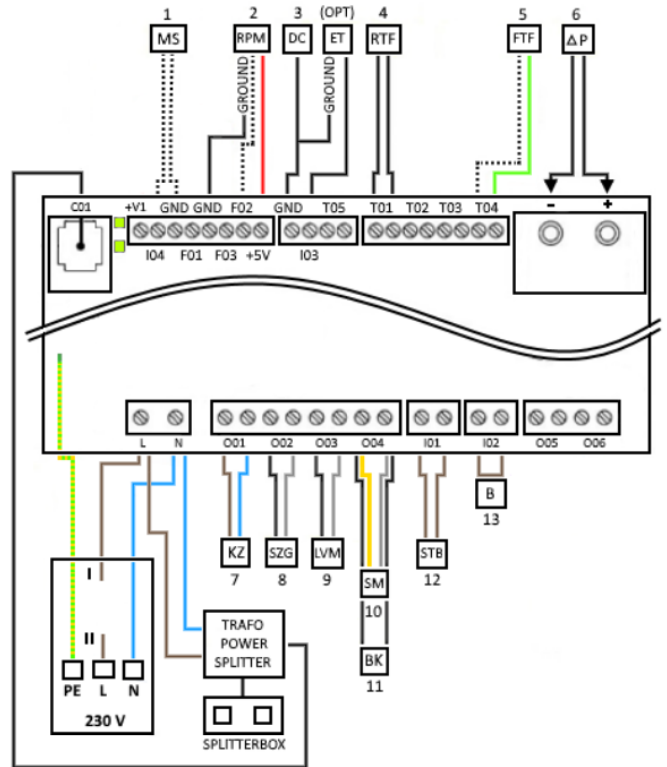 1 2 3 (OPT) 4 5 6
MS RPM DC ET RTF FTF ΔP
GROUND GROUND
C01 +V1 GND GND F02 GND T05 T01 T02 T03 T04 - +
I04 F01 F03 +5V I03
L N O01 O02 O03 O04 I01 I02 O05 O06
B
13
I
KZ SZG LVM STB
7 8 9 12
SM
10
II
TRAFO
POWER
SPLITTER
BK
11
PE L N
230 V
SPLITTERBOX